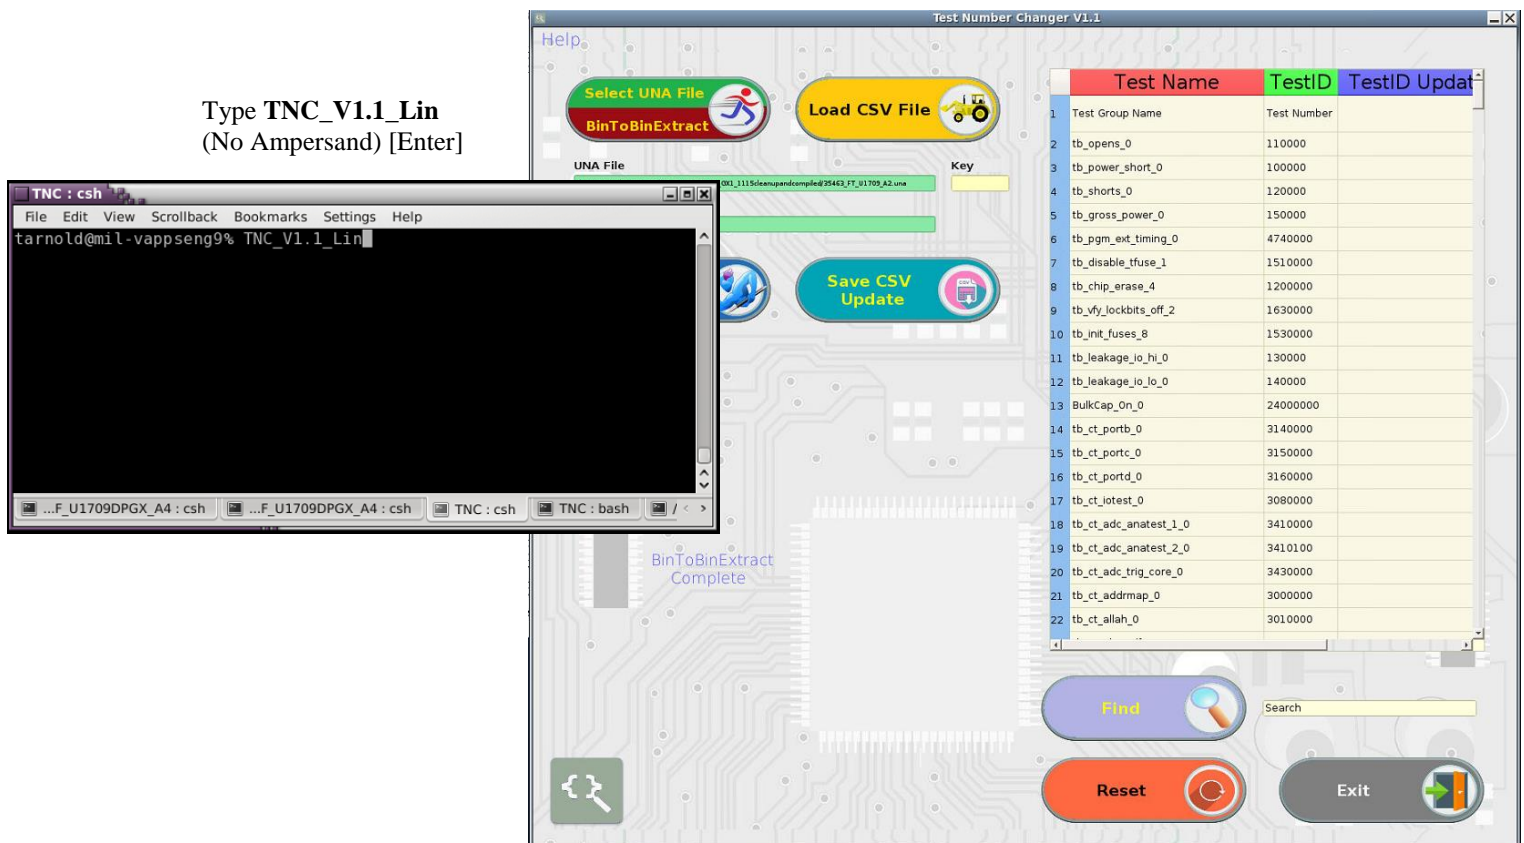 Test Number Changer V1.1
Help
Type TNC_V1.1_Lin
(No Ampersand) [Enter]
Select UNA File
BinToBinExtract
Load CSV File
UNA File
Key
GX1_1115cleanupandcompiled/35463_FT_U1709_A2.una
TNC : csh
File Edit View Scrollback Bookmarks Settings Help
tarnold@mil-vappseng9% TNC_V1.1_Lin
...F_U1709DPGX_A4 : csh
...F_U1709DPGX_A4 : csh
TNC : csh
TNC : bash
/
Save CSV
Update
BinToBinExtract
Complete
Test Name TestID TestID Updat
1 Test Group Name Test Number
2 tb_opens_0 110000
3 tb_power_short_0 100000
4 tb_shorts_0 120000
5 tb_gross_power_0 150000
6 tb_pgm_ext_timing_0 4740000
7 tb_disable_tfuse_1 1510000
8 tb_chip_erase_4 1200000
9 tb_vfy_lockbits_off_2 1630000
10 tb_init_fuses_8 1530000
11 tb_leakage_io_hi_0 130000
12 tb_leakage_io_lo_0 140000
13 BulkCap_On_0 24000000
14 tb_ct_portb_0 3140000
15 tb_ct_portc_0 3150000
16 tb_ct_portd_0 3160000
17 tb_ct_iotest_0 3080000
18 tb_ct_adc_anatest_1_0 3410000
19 tb_ct_adc_anatest_2_0 3410100
20 tb_ct_adc_trig_core_0 3430000
21 tb_ct_addrmap_0 3000000
22 tb_ct_allah_0 3010000
Find
Search
Reset
Exit